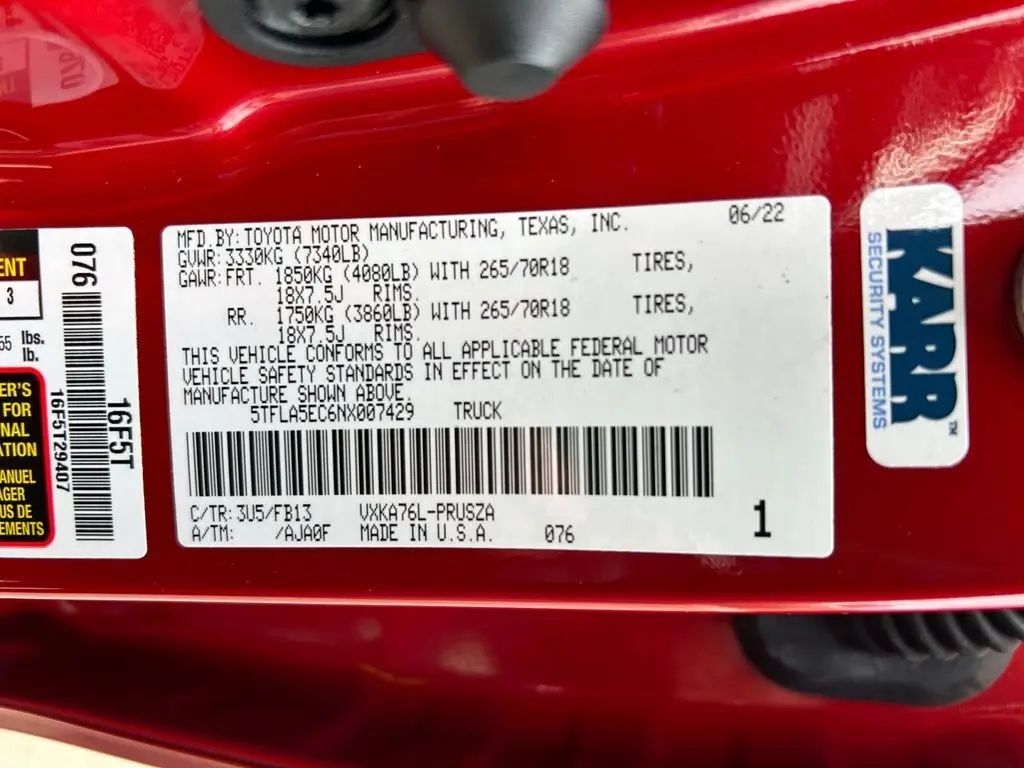 MFD.BY:TOYOTA MOTOR MANUFACTURING, TEXAS, INC. 06/22
GVWR:3330KG (7340LB)
GAWR:FRT. 1850KG (4080LB) WITH 265/70R18 TIRES,
18X7.5J RIMS.
RR. 1750KG (3860LB) WITH 265/70R18 TIRES,
18X7.5J RIMS.
THIS VEHICLE CONFORMS TO ALL APPLICABLE FEDERAL MOTOR
VEHICLE SAFETY STANDARDS IN EFFECT ON THE DATE OF
MANUFACTURE SHOWN ABOVE.
5TFLA5EC6NX007429 TRUCK
C/TR:3U5/FB13 VXKA76L-PRUSZA
A/TM: /AJA0F MADE IN U.S.A. 076
1
076
16F5T
16F5T29407
3
lbs.
lb.
FOR
KARR™
SECURITY SYSTEMS